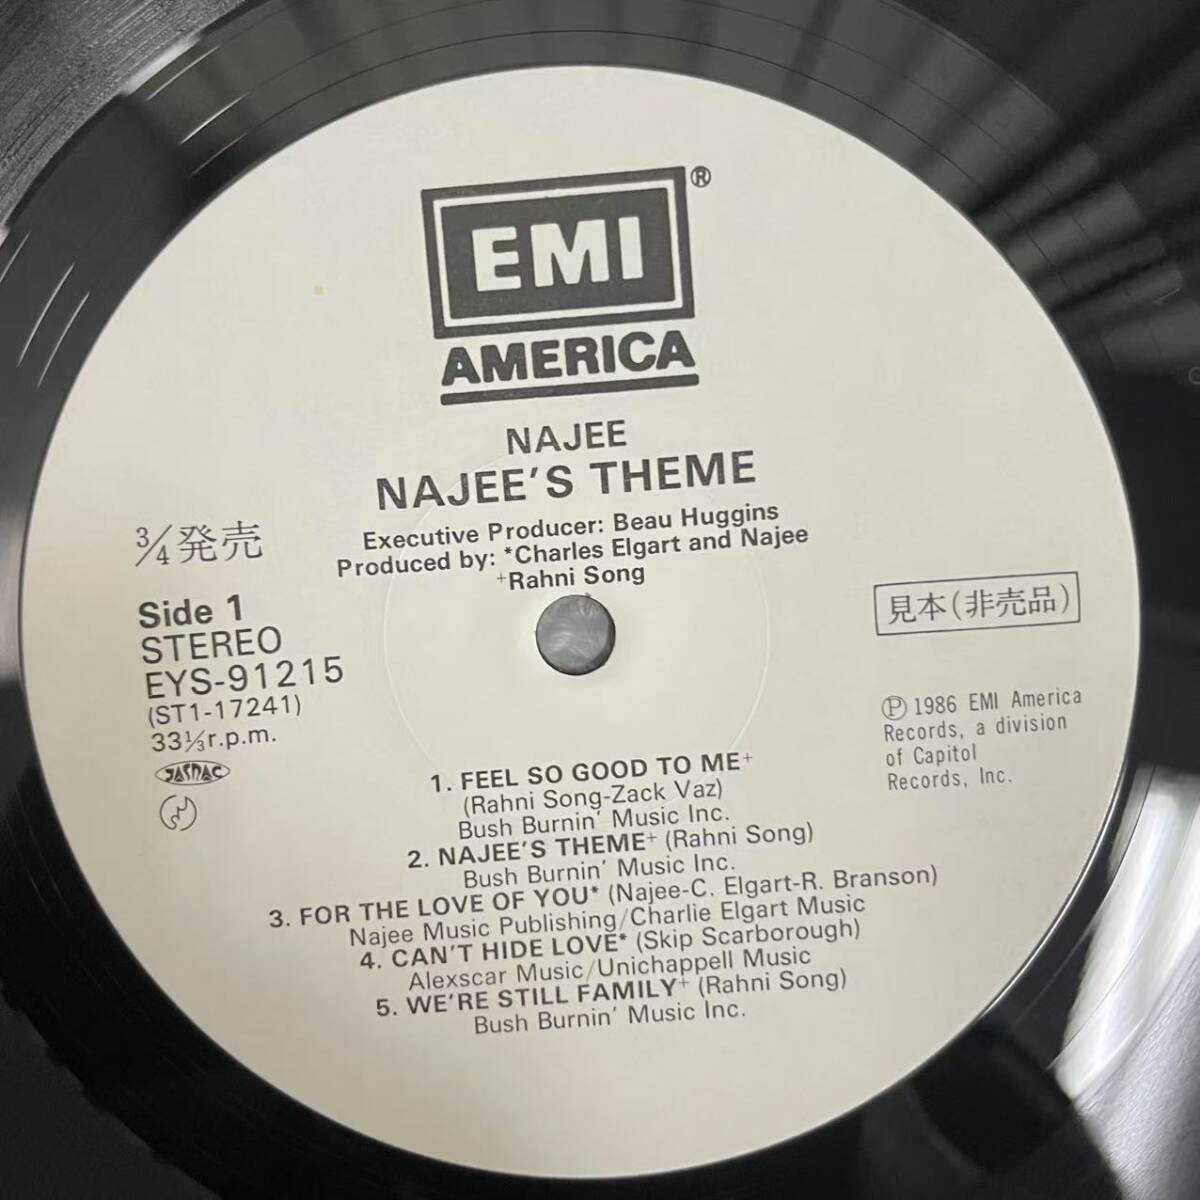 EMI®
AMERICA
NAJEE
NAJEE'S THEME
Executive Producer: Beau Huggins
Produced by: *Charles Elgart and Najee
+Rahni Song
3/4発売
Side 1
STEREO
EYS-91215
(ST1-17241)
33⅓r.p.m.
JASRAC
見本(非売品)
Ⓟ 1986 EMI America
Records, a division
of Capitol
Records, Inc.
1. FEEL SO GOOD TO ME+
(Rahni Song-Zack Vaz)
Bush Burnin' Music Inc.
2. NAJEE'S THEME+ (Rahni Song)
Bush Burnin' Music Inc.
3. FOR THE LOVE OF YOU* (Najee-C. Elgart-R. Branson)
Najee Music Publishing/Charlie Elgart Music
4. CAN'T HIDE LOVE* (Skip Scarborough)
Alexscar Music/Unichappell Music
5. WE'RE STILL FAMILY+ (Rahni Song)
Bush Burnin' Music Inc.